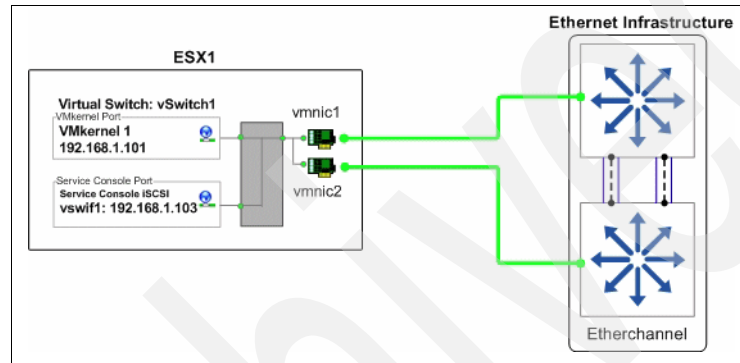 Ethernet Infrastructure
ESX1
Virtual Switch: vSwitch1
VMkernel Port
VMkernel 1
192.168.1.101
vmnic1
vmnic2
Service Console Port
Service Console iSCSI
vswif1: 192.168.1.103
Etherchannel